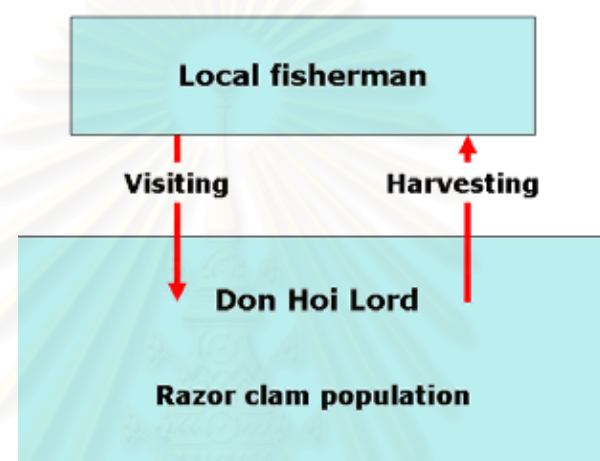 Local fisherman
Visiting
Harvesting
Don Hoi Lord
Razor clam population